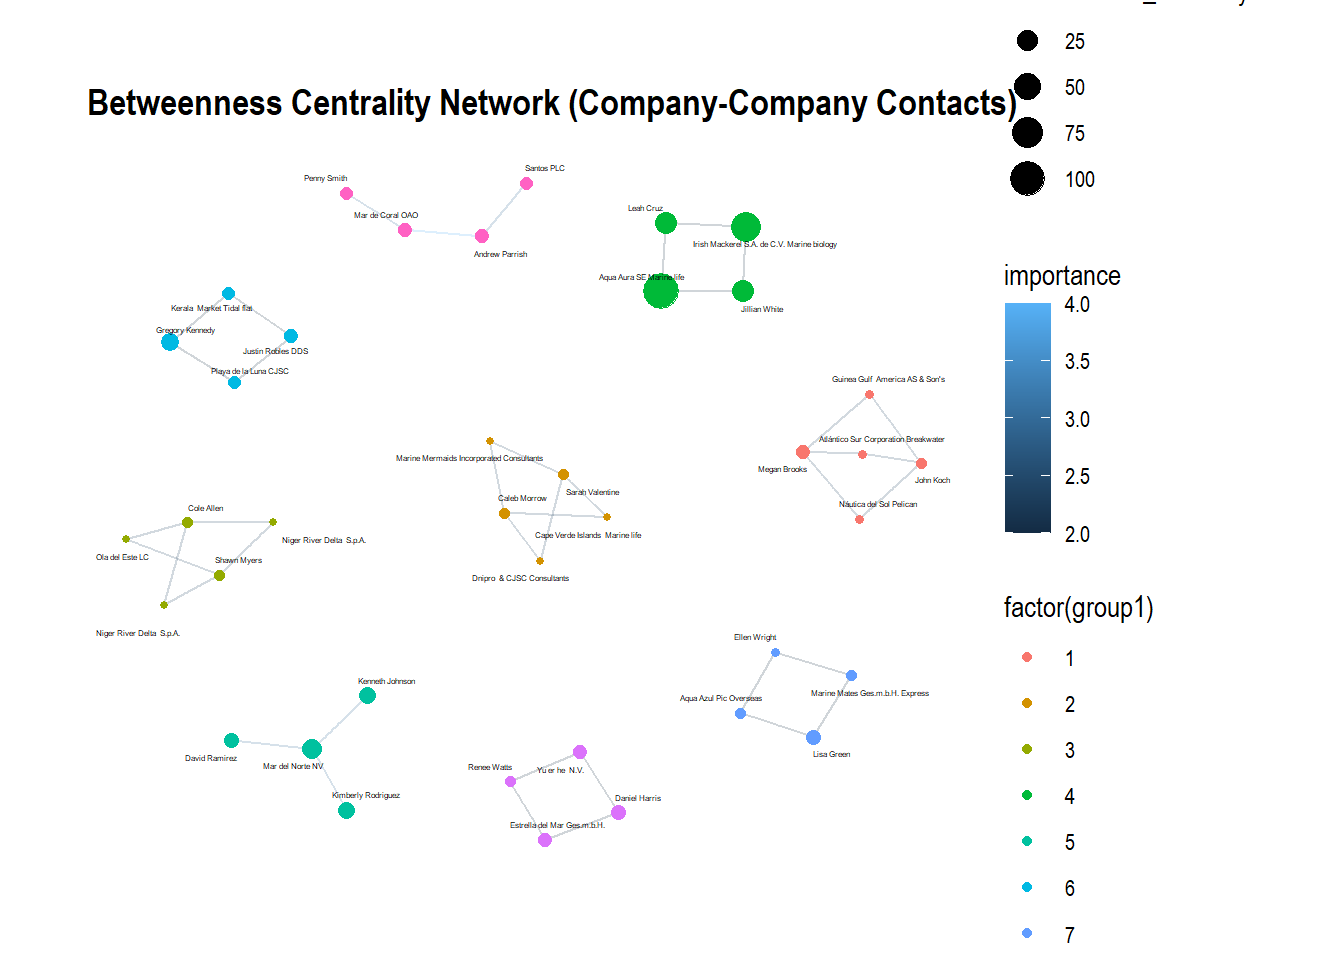 25
50
Betweenness Centrality Network (Company-Company Contacts)
75
100
Santos PLC
Penny Smith
Mar de Coral OAO
Andrew Parrish
Leah Cruz
Irish Mackerel S.A. de C.V. Marine biology
Aqua Aura SE Marine life
Jillian White
Kerala Market Tidal flat
Gregory Kennedy
Justin Robles DDS
Playa de la Luna CJSC
importance
4.0
3.5
3.0
2.5
2.0
Guinea Gulf America AS & Son's
Atlántico Sur Corporation Breakwater
Megan Brooks
John Koch
Náutica del Sol Pelican
Marine Mermaids Incorporated Consultants
Sarah Valentine
Caleb Morrow
Cape Verde Islands Marine life
Dnipro & CJSC Consultants
Cole Allen
Niger River Delta S.p.A.
Ola del Este LC
Shawn Myers
Niger River Delta S.p.A.
factor(group1)
1
2
3
4
5
6
7
Ellen Wright
Aqua Azul Plc Overseas
Marine Mates Ges.m.b.H. Express
Lisa Green
Kenneth Johnson
David Ramirez
Mar del Norte NV
Kimberly Rodriguez
Renee Watts
Yu er he N.V.
Daniel Harris
Estrella del Mar Ges.m.b.H.